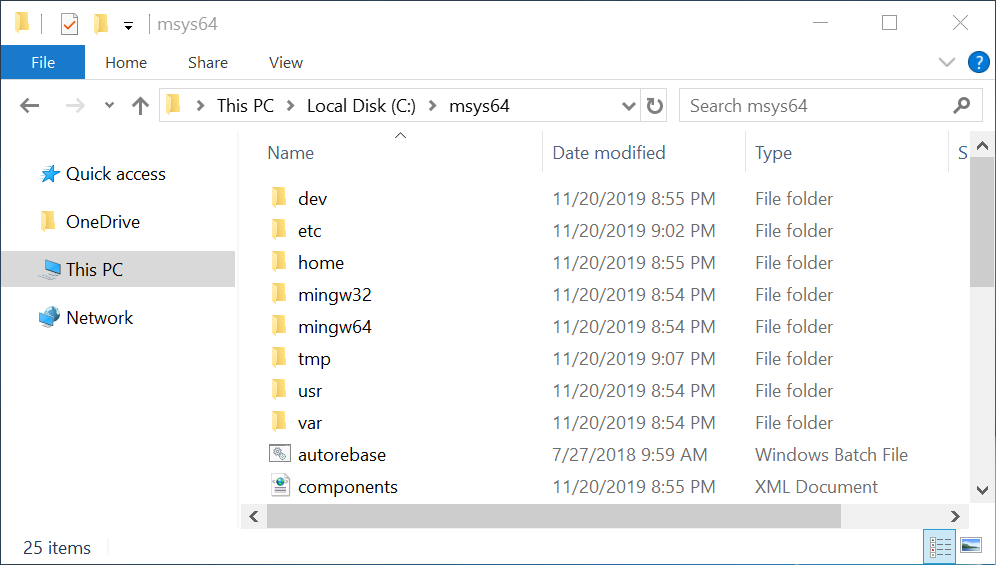 msys64
File Home Share View
This PC Local Disk (C:) msys64 Search msys64
Name Date modified Type S
Quick access
OneDrive
This PC
Network
dev 11/20/2019 8:55 PM File folder
etc 11/20/2019 9:02 PM File folder
home 11/20/2019 8:55 PM File folder
mingw32 11/20/2019 8:54 PM File folder
mingw64 11/20/2019 8:54 PM File folder
tmp 11/20/2019 9:07 PM File folder
usr 11/20/2019 8:54 PM File folder
var 11/20/2019 8:54 PM File folder
autorebase 7/27/2018 9:59 AM Windows Batch File
components 11/20/2019 8:55 PM XML Document
25 items